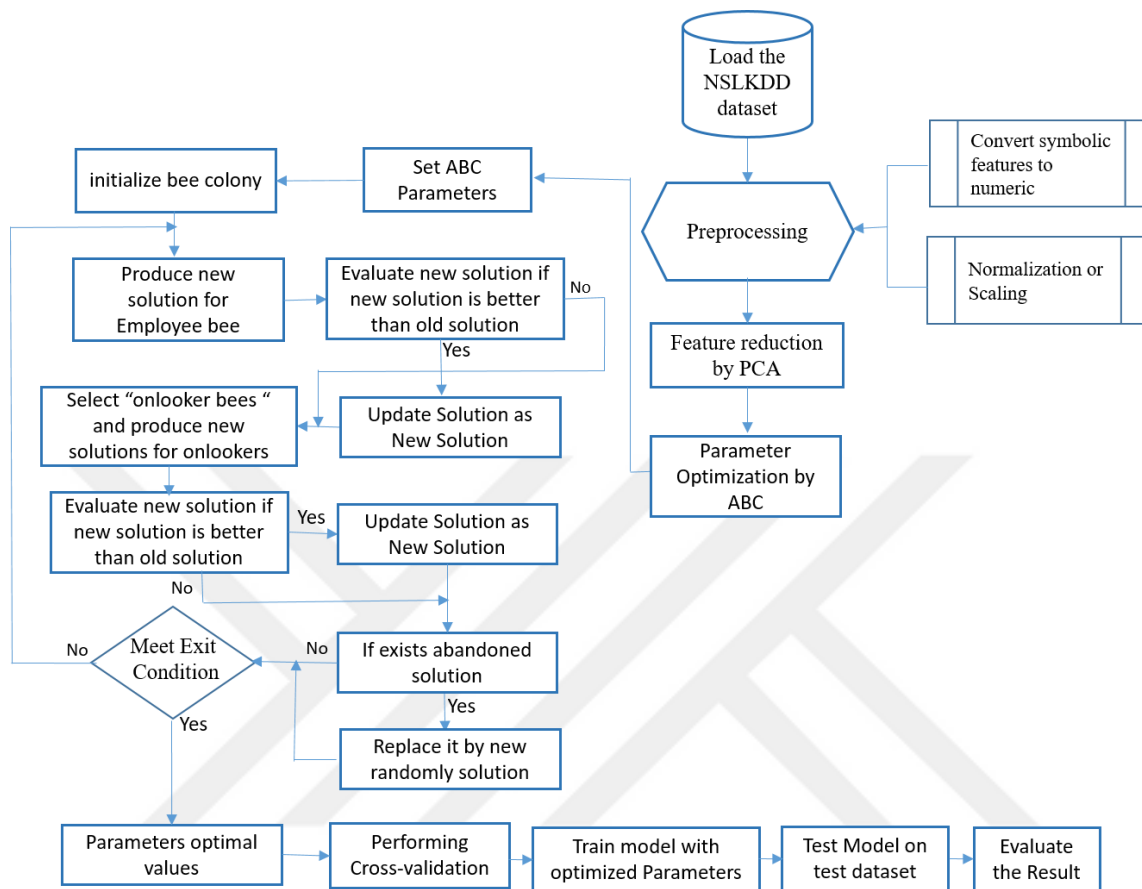 Load the
NSLKDD
dataset
Convert symbolic
features to
numeric
Set ABC
Parameters
initialize bee colony
Preprocessing
Normalization or
Scaling
Produce new
solution for
Employee bee
Evaluate new solution if
new solution is better
than old solution
No
Yes
Feature reduction
by PCA
Select “onlooker bees “
and produce new
solutions for onlookers
Update Solution as
New Solution
Parameter
Optimization by
ABC
Evaluate new solution if
new solution is better
than old solution
Yes
Update Solution as
New Solution
No
Meet Exit
Condition
No
No
If exists abandoned
solution
Yes
Yes
Replace it by new
randomly solution
Parameters optimal
values
Performing
Cross-validation
Train model with
optimized Parameters
Test Model on
test dataset
Evaluate
the Result